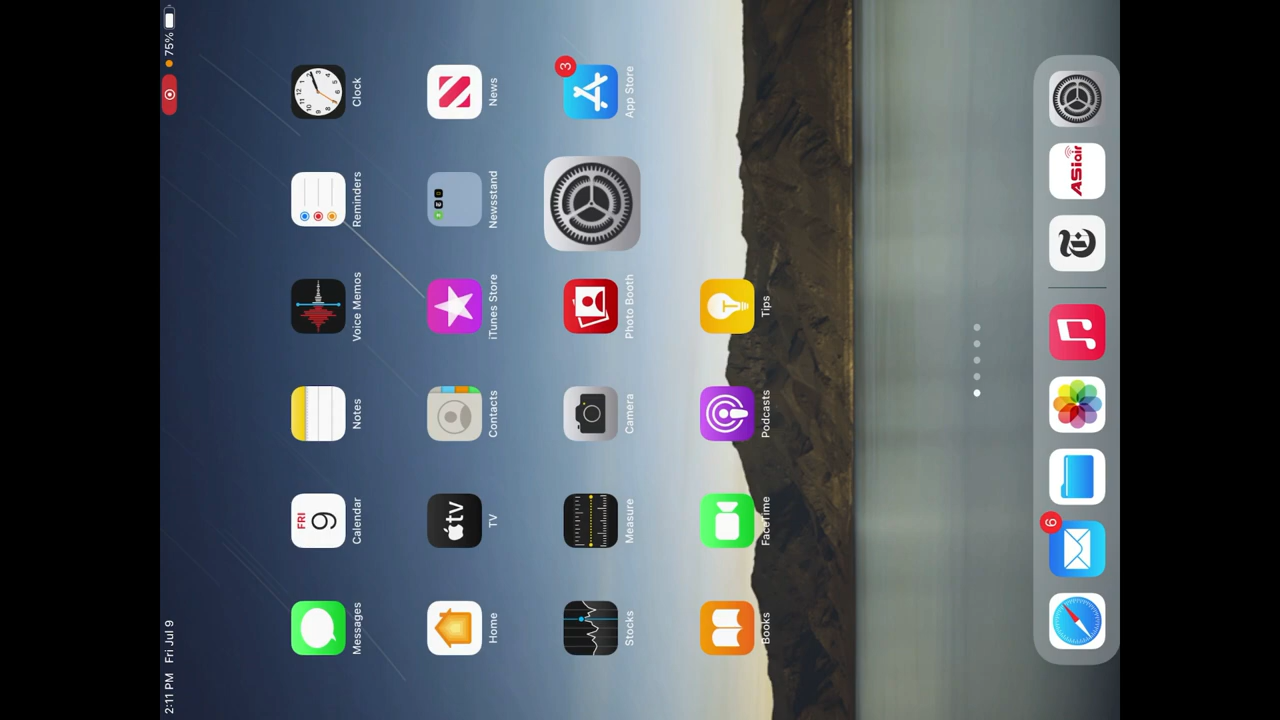 2:11 PM Fri Jul 9 75%
FRI
9
Messages Calendar Notes Voice Memos Reminders Clock
tv
Home TV Contacts iTunes Store Newsstand News
3
Stocks Measure Camera Photo Booth App Store
Books FaceTime Podcasts Tips
6
ASiair